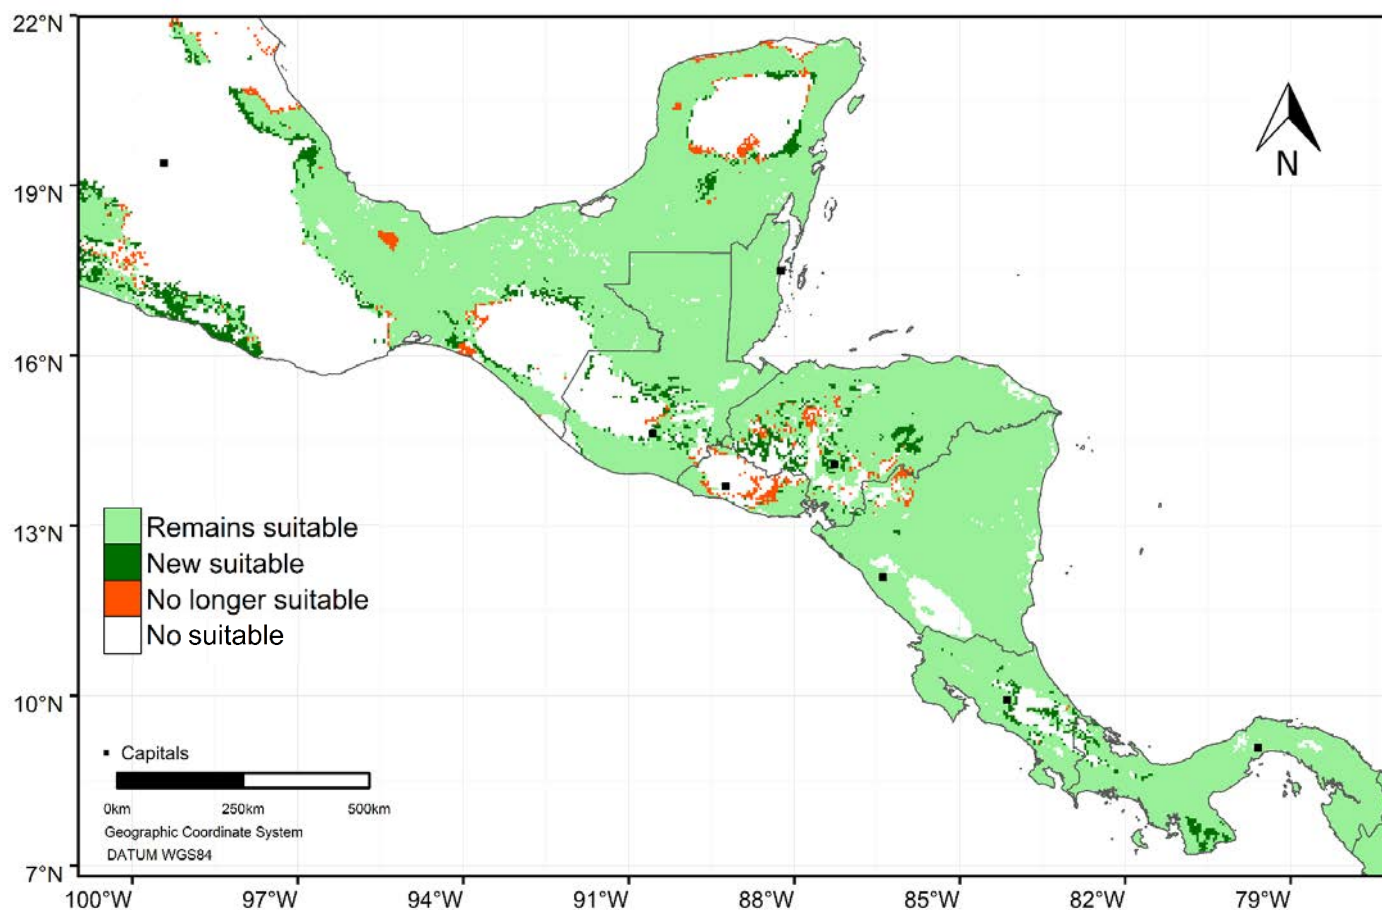 22°N
19°N
16°N
13°N
10°N
7°N
N
Remains suitable
New suitable
No longer suitable
No suitable
Capitals
0km 250km 500km
Geographic Coordinate System
DATUM WGS84
100°W 97°W 94°W 91°W 88°W 85°W 82°W 79°W